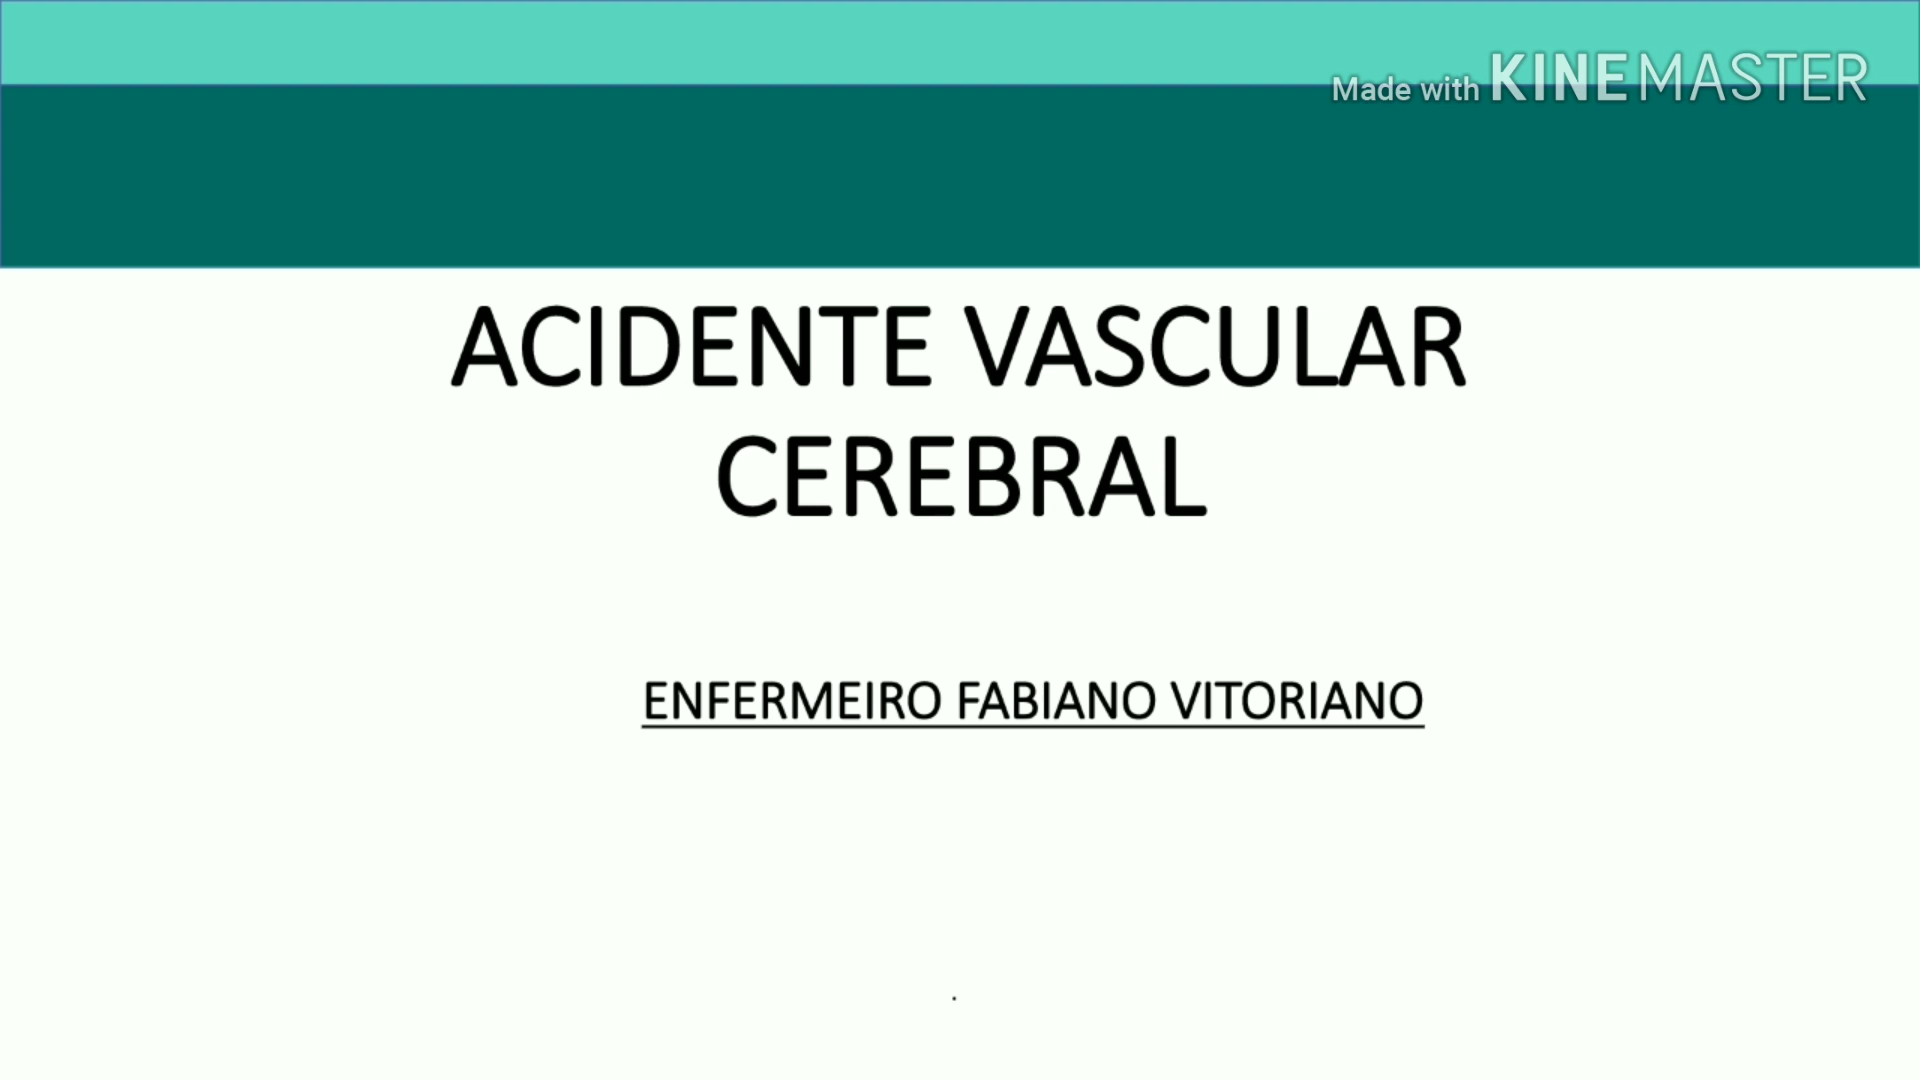 Made with KINEMASTER
ACIDENTE VASCULAR
CEREBRAL
ENFERMEIRO FABIANO VITORIANO
.